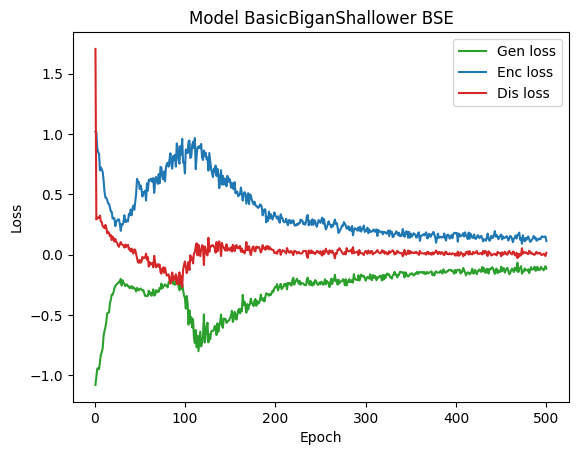 Model BasicBiganShallower BSE
Gen loss
Enc loss
Dis loss
1.5
1.0
0.5
0.0
−0.5
−1.0
Loss
0
100
200
300
400
500
Epoch